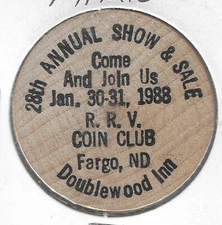 28th ANNUAL SHOW & SALE
Come
And Join Us
Jan. 30-31, 1988
R. R. V.
COIN CLUB
Fargo, ND
Doublewood Inn